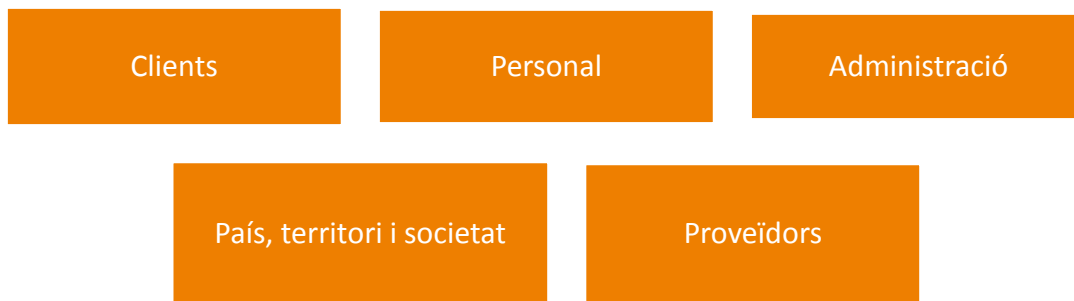 Clients
Personal
Administració
País, territori i societat
Proveïdors